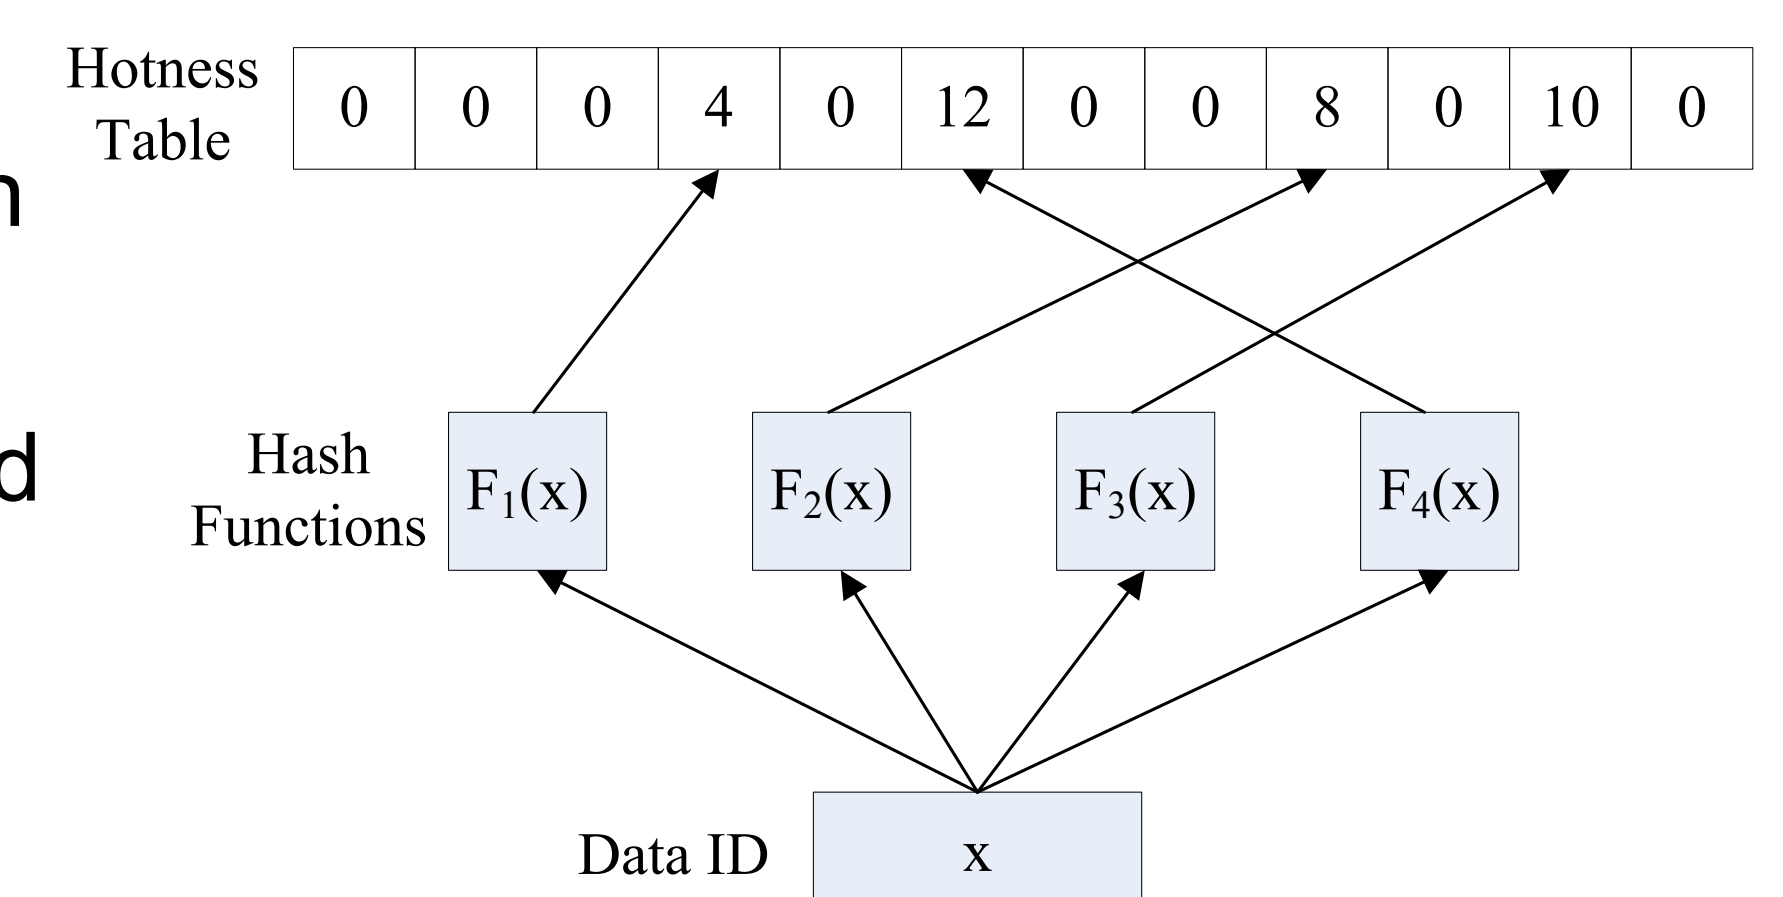 Hotness
Table
0 0 0 4 0 12 0 0 8 0 10 0
n
d
Hash
Functions
F₁(x) F₂(x) F₃(x) F₄(x)
Data ID
x